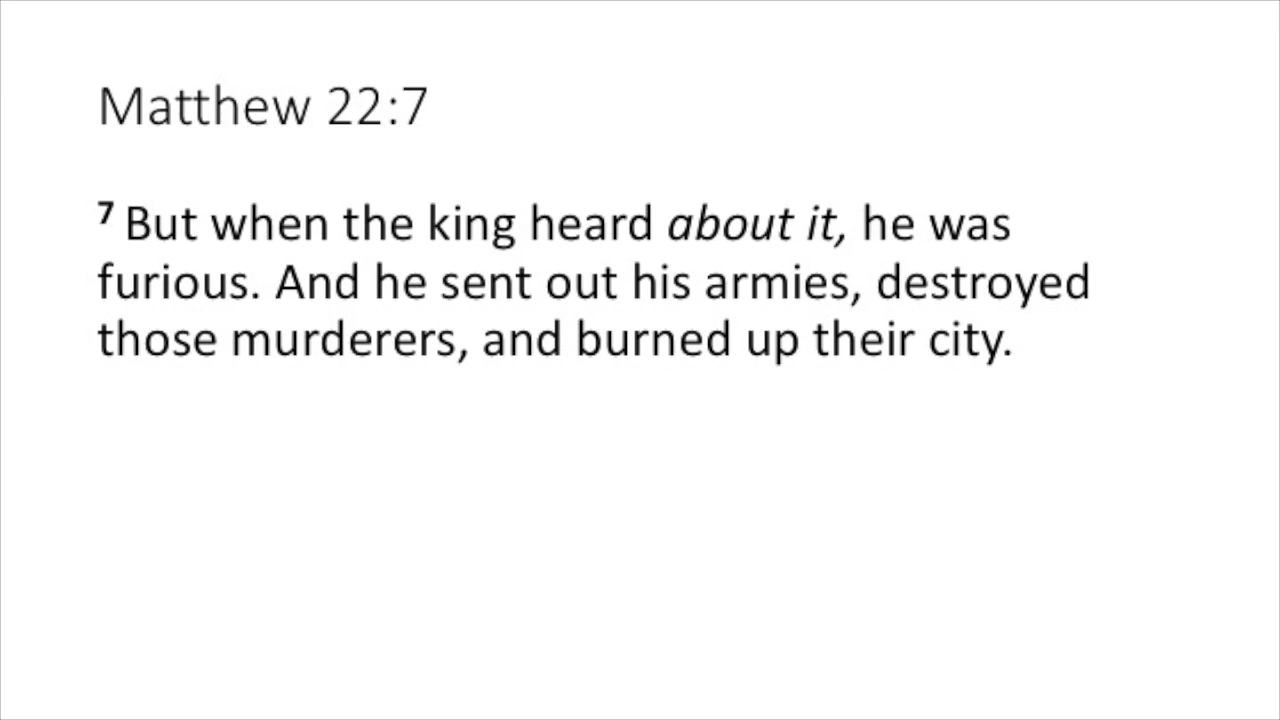 Matthew 22:7
7 But when the king heard about it, he was
furious. And he sent out his armies, destroyed
those murderers, and burned up their city.